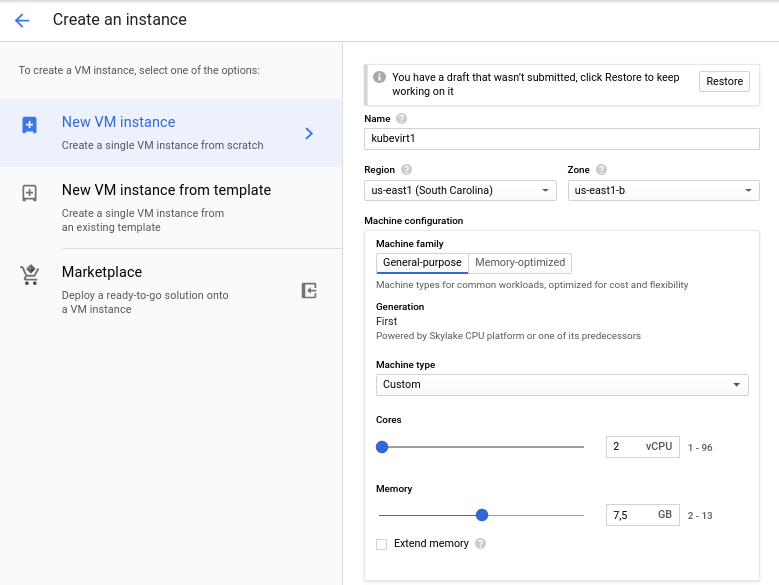 Create an instance
To create a VM instance, select one of the options:
New VM instance
Create a single VM instance from scratch
New VM instance from template
Create a single VM instance from
an existing template
Marketplace
Deploy a ready-to-go solution onto
a VM instance
You have a draft that wasn't submitted, click Restore to keep
working on it
Restore
Name ?
kubevirt1
Region ? Zone ?
us-east1 (South Carolina) us-east1-b
Machine configuration
Machine family
General-purpose Memory-optimized
Machine types for common workloads, optimized for cost and flexibility
Generation
First
Powered by Skylake CPU platform or one of its predecessors
Machine type
Custom
Cores
2 vCPU 1 - 96
Memory
7,5 GB 2 - 13
Extend memory ?